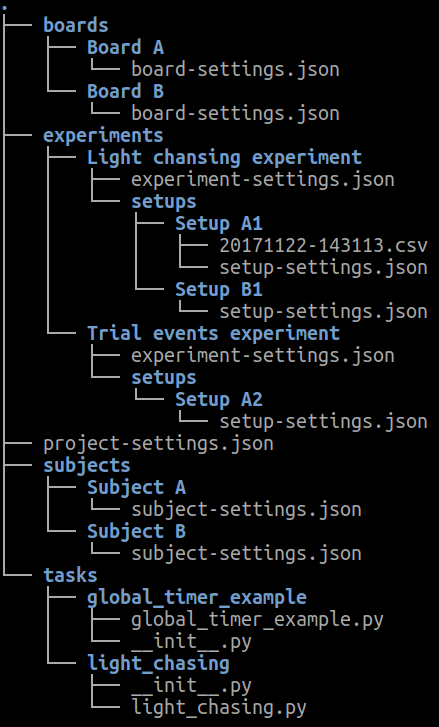 .
boards
Board A
board-settings.json
Board B
board-settings.json
experiments
Light chansing experiment
experiment-settings.json
setups
Setup A1
20171122-143113.csv
setup-settings.json
Setup B1
setup-settings.json
Trial events experiment
experiment-settings.json
setups
Setup A2
setup-settings.json
project-settings.json
subjects
Subject A
subject-settings.json
Subject B
subject-settings.json
tasks
global_timer_example
global_timer_example.py
__init__.py
light_chasing
__init__.py
light_chasing.py